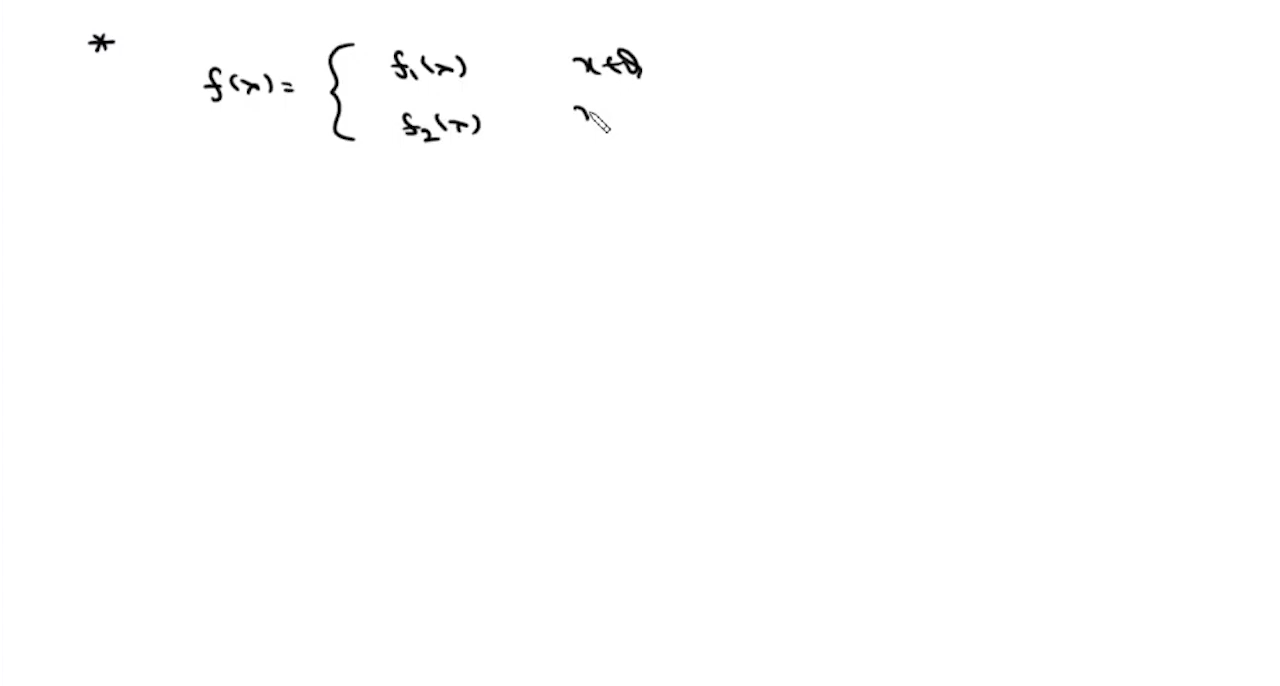 *
f(x) = { f₁(x) x∈Q
f₂(x) x